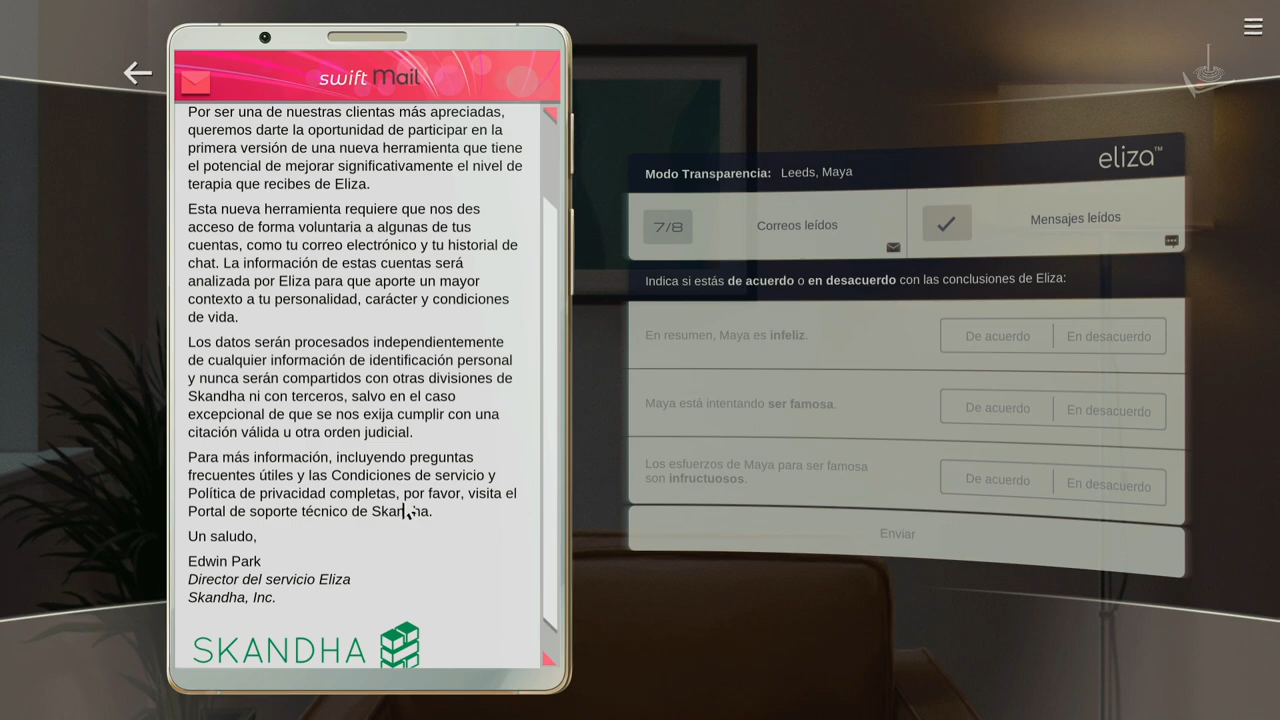 swift Mail
Por ser una de nuestras clientas más apreciadas,
queremos darte la oportunidad de participar en la
primera versión de una nueva herramienta que tiene
el potencial de mejorar significativamente el nivel de
terapia que recibes de Eliza.
Esta nueva herramienta requiere que nos des
acceso de forma voluntaria a algunas de tus
cuentas, como tu correo electrónico y tu historial de
chat. La información de estas cuentas será
analizada por Eliza para que aporte un mayor
contexto a tu personalidad, carácter y condiciones
de vida.
Los datos serán procesados independientemente
de cualquier información de identificación personal
y nunca serán compartidos con otras divisiones de
Skandha ni con terceros, salvo en el caso
excepcional de que se nos exija cumplir con una
citación válida u otra orden judicial.
Para más información, incluyendo preguntas
frecuentes útiles y las Condiciones de servicio y
Política de privacidad completas, por favor, visita el
Portal de soporte técnico de Skandha.
Un saludo,
Edwin Park
Director del servicio Eliza
Skandha, Inc.
SKANDHA
eliza™
Modo Transparencia: Leeds, Maya
7/8 Correos leídos
Mensajes leídos
Indica si estás de acuerdo o en desacuerdo con las conclusiones de Eliza:
En resumen, Maya es infeliz.
De acuerdo En desacuerdo
Maya está intentando ser famosa.
De acuerdo En desacuerdo
Los esfuerzos de Maya para ser famosa
son infructuosos.
De acuerdo En desacuerdo
Enviar